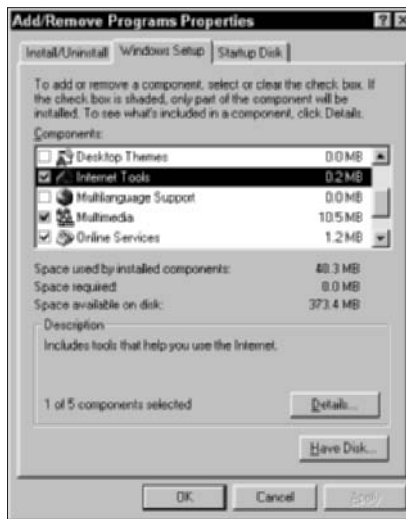 Add/Remove Programs Properties
Install/Uninstall Windows Setup Startup Disk
To add or remove a component, select or clear the check box. If
the check box is shaded, only part of the component will be
installed. To see what's included in a component, click Details.
Components:
Desktop Themes 0.0 MB
Internet Tools 0.2 MB
Multilanguage Support 0.0 MB
Multimedia 10.5 MB
Online Services 1.2 MB
Space used by installed components: 40.3 MB
Space required: 0.0 MB
Space available on disk: 373.4 MB
Description
Includes tools that help you use the Internet.
1 of 5 components selected
Details...
Have Disk...
OK Cancel Apply